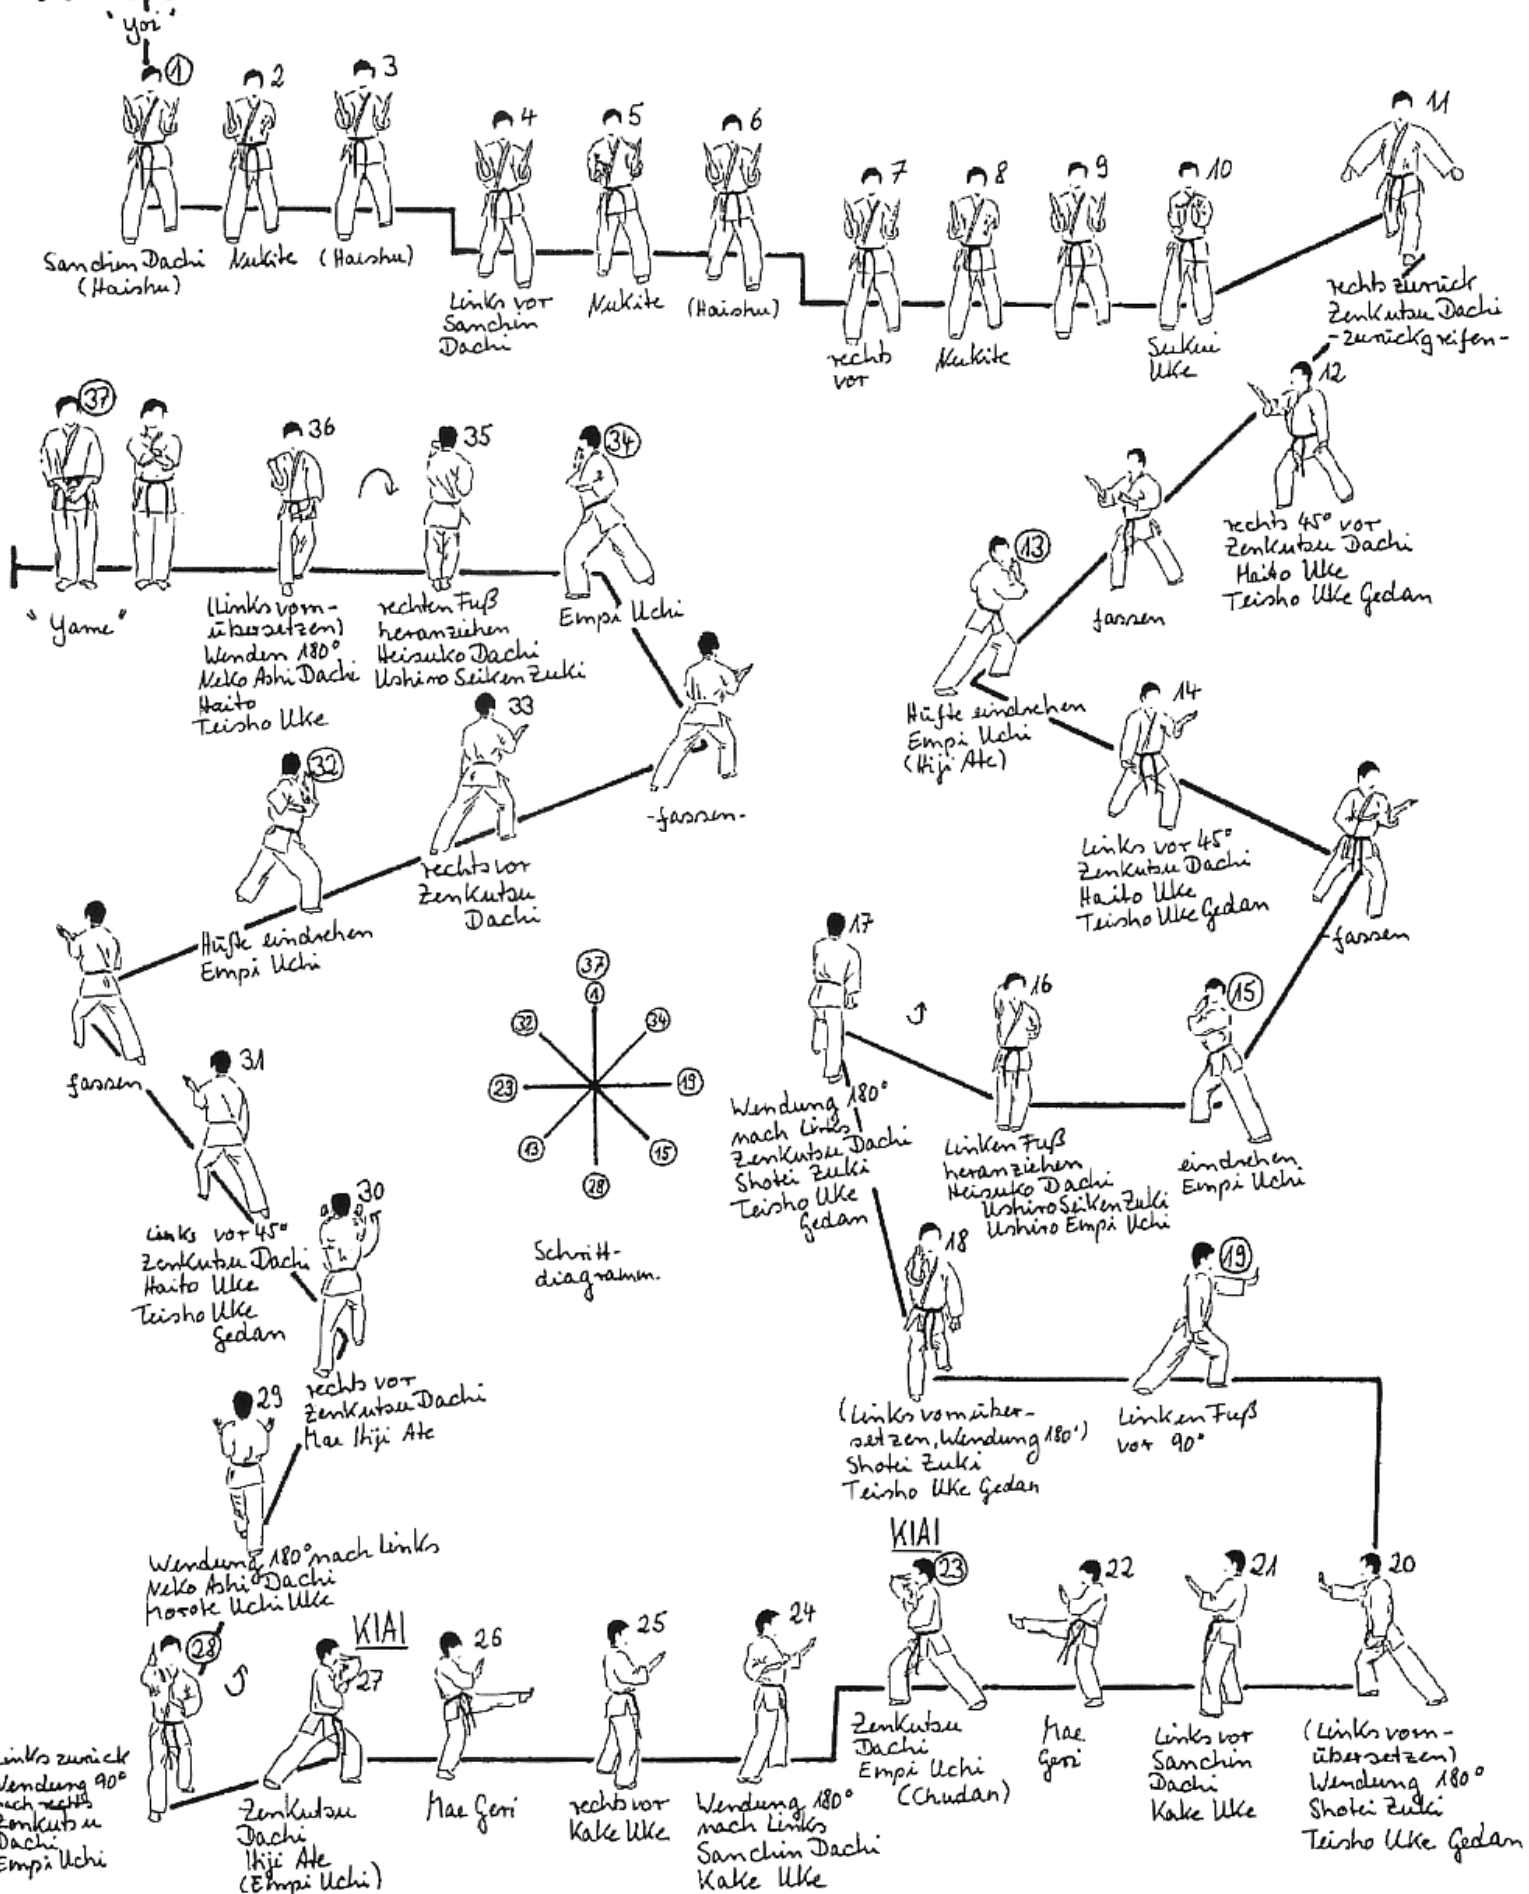 "Yoi"
1
2
3
4
5
6
7
8
9
10
11
Sanchin Dachi
(Haishu)
Nukite
(Haishu)
Links vor
Sanchin
Dachi
Nukite
(Haishu)
rechts
vor
Nukite
Sukui
Uke
rechts zurück
Zenkutsu Dachi
-zurückgreifen-
37
36
35
34
13
12
"Yame"
(Links vorn-
übersetzen)
Wenden 180°
Neko Ashi Dachi
Haito
Teisho Uke
rechten Fuß
heranziehen
Heisuko Dachi
Ushiro Seiken Zuki
Empi Uchi
fassen
rechts 45° vor
Zenkutsu Dachi
Haito Uke
Teisho Uke Gedan
Hüfte eindrehen
Empi Uchi
(Hiji Ate)
14
33
32
-fassen-
rechts vor
Zenkutsu
Dachi
Hüfte eindrehen
Empi Uchi
Links vor 45°
Zenkutsu Dachi
Haito Uke
Teisho Uke Gedan
-fassen
17
16
15
fassen
31
37
1
32
34
23
19
13
15
28
Schritt-
diagramm.
Wendung 180°
nach Links
Zenkutsu Dachi
Shotei Zuki
Teisho Uke
Gedan
Linken Fuß
heranziehen
Heisuko Dachi
Ushiro Seiken Zuki
Ushiro Empi Uchi
eindrehen
Empi Uchi
30
Links vor 45°
Zenkutsu Dachi
Haito Uke
Teisho Uke
Gedan
18
19
29
rechts vor
Zenkutsu Dachi
Mae Hiji Ate
(Links vornüber-
setzen, Wendung 180°)
Shotei Zuki
Teisho Uke Gedan
Linken Fuß
vor 90°
Wendung 180° nach Links
Neko Ashi Dachi
Morote Uchi Uke
28
KIAI
27
26
25
24
KIAI
23
22
21
20
Links zurück
Wendung 90°
nach rechts
Zenkutsu
Dachi
Empi Uchi
Zenkutsu
Dachi
Hiji Ate
(Empi Uchi)
Mae Geri
rechts vor
Kake Uke
Wendung 180°
nach Links
Sanchin Dachi
Kake Uke
Zenkutsu
Dachi
Empi Uchi
(Chudan)
Mae
Geri
Links vor
Sanchin
Dachi
Kake Uke
(Links vorn-
übersetzen)
Wendung 180°
Shotei Zuki
Teisho Uke Gedan